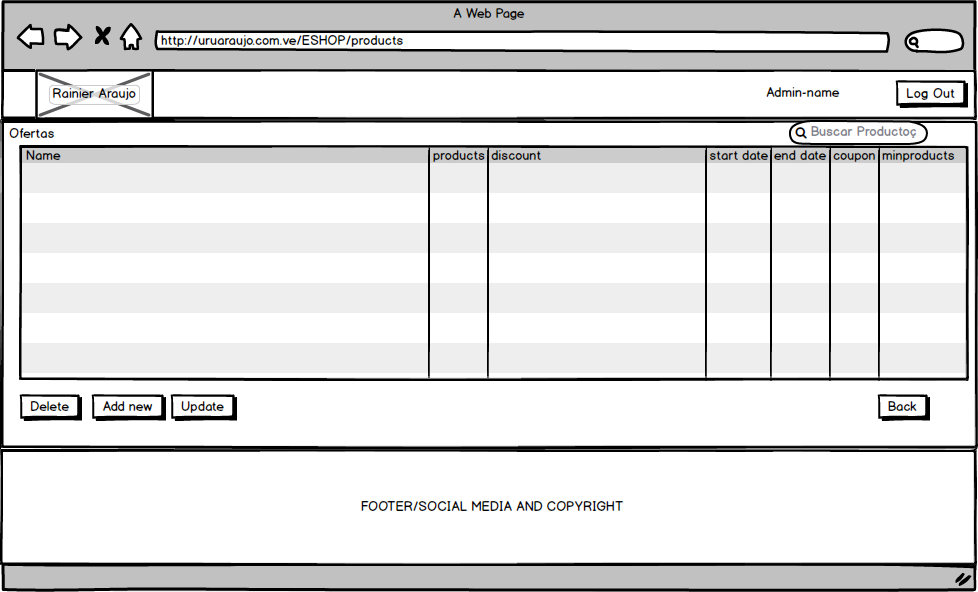 A Web Page
http://uruaraujo.com.ve/ESHOP/products
Rainier Araujo
Admin-name
Log Out
Ofertas
Buscar Productoç
Name products discount start date end date coupon minproducts
Delete Add new Update Back
FOOTER/SOCIAL MEDIA AND COPYRIGHT